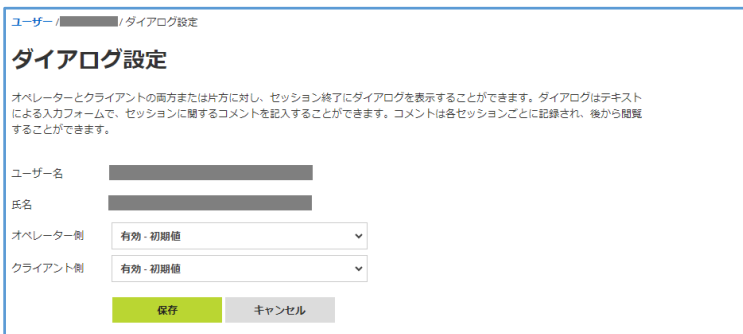 ユーザー / / ダイアログ設定
ダイアログ設定
オペレーターとクライアントの両方または片方に対し、セッション終了にダイアログを表示することができます。ダイアログはテキスト
による入力フォームで、セッションに関するコメントを記入することができます。コメントは各セッションごとに記録され、後から閲覧
することができます。
ユーザー名
氏名
オペレーター側 有効 - 初期値
クライアント側 有効 - 初期値
保存 キャンセル